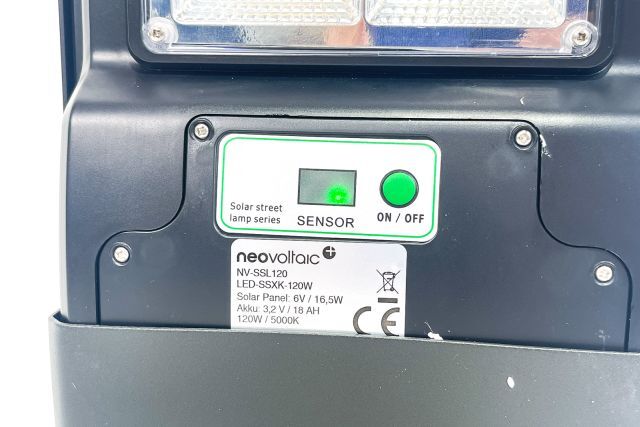 Solar street
lamp series
SENSOR
ON / OFF
neovoltaic
NV-SSL120
LED-SSXK-120W
Solar Panel: 6V / 16,5W
Akku: 3,2 V / 18 AH
120W / 5000K
CE